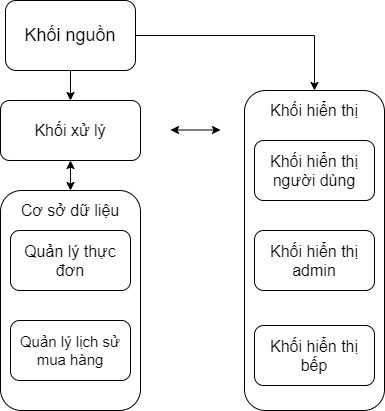 Khối nguồn
Khối xử lý
Cơ sở dữ liệu
Quản lý thực
đơn
Quản lý lịch sử
mua hàng
Khối hiển thị
Khối hiển thị
người dùng
Khối hiển thị
admin
Khối hiển thị
bếp